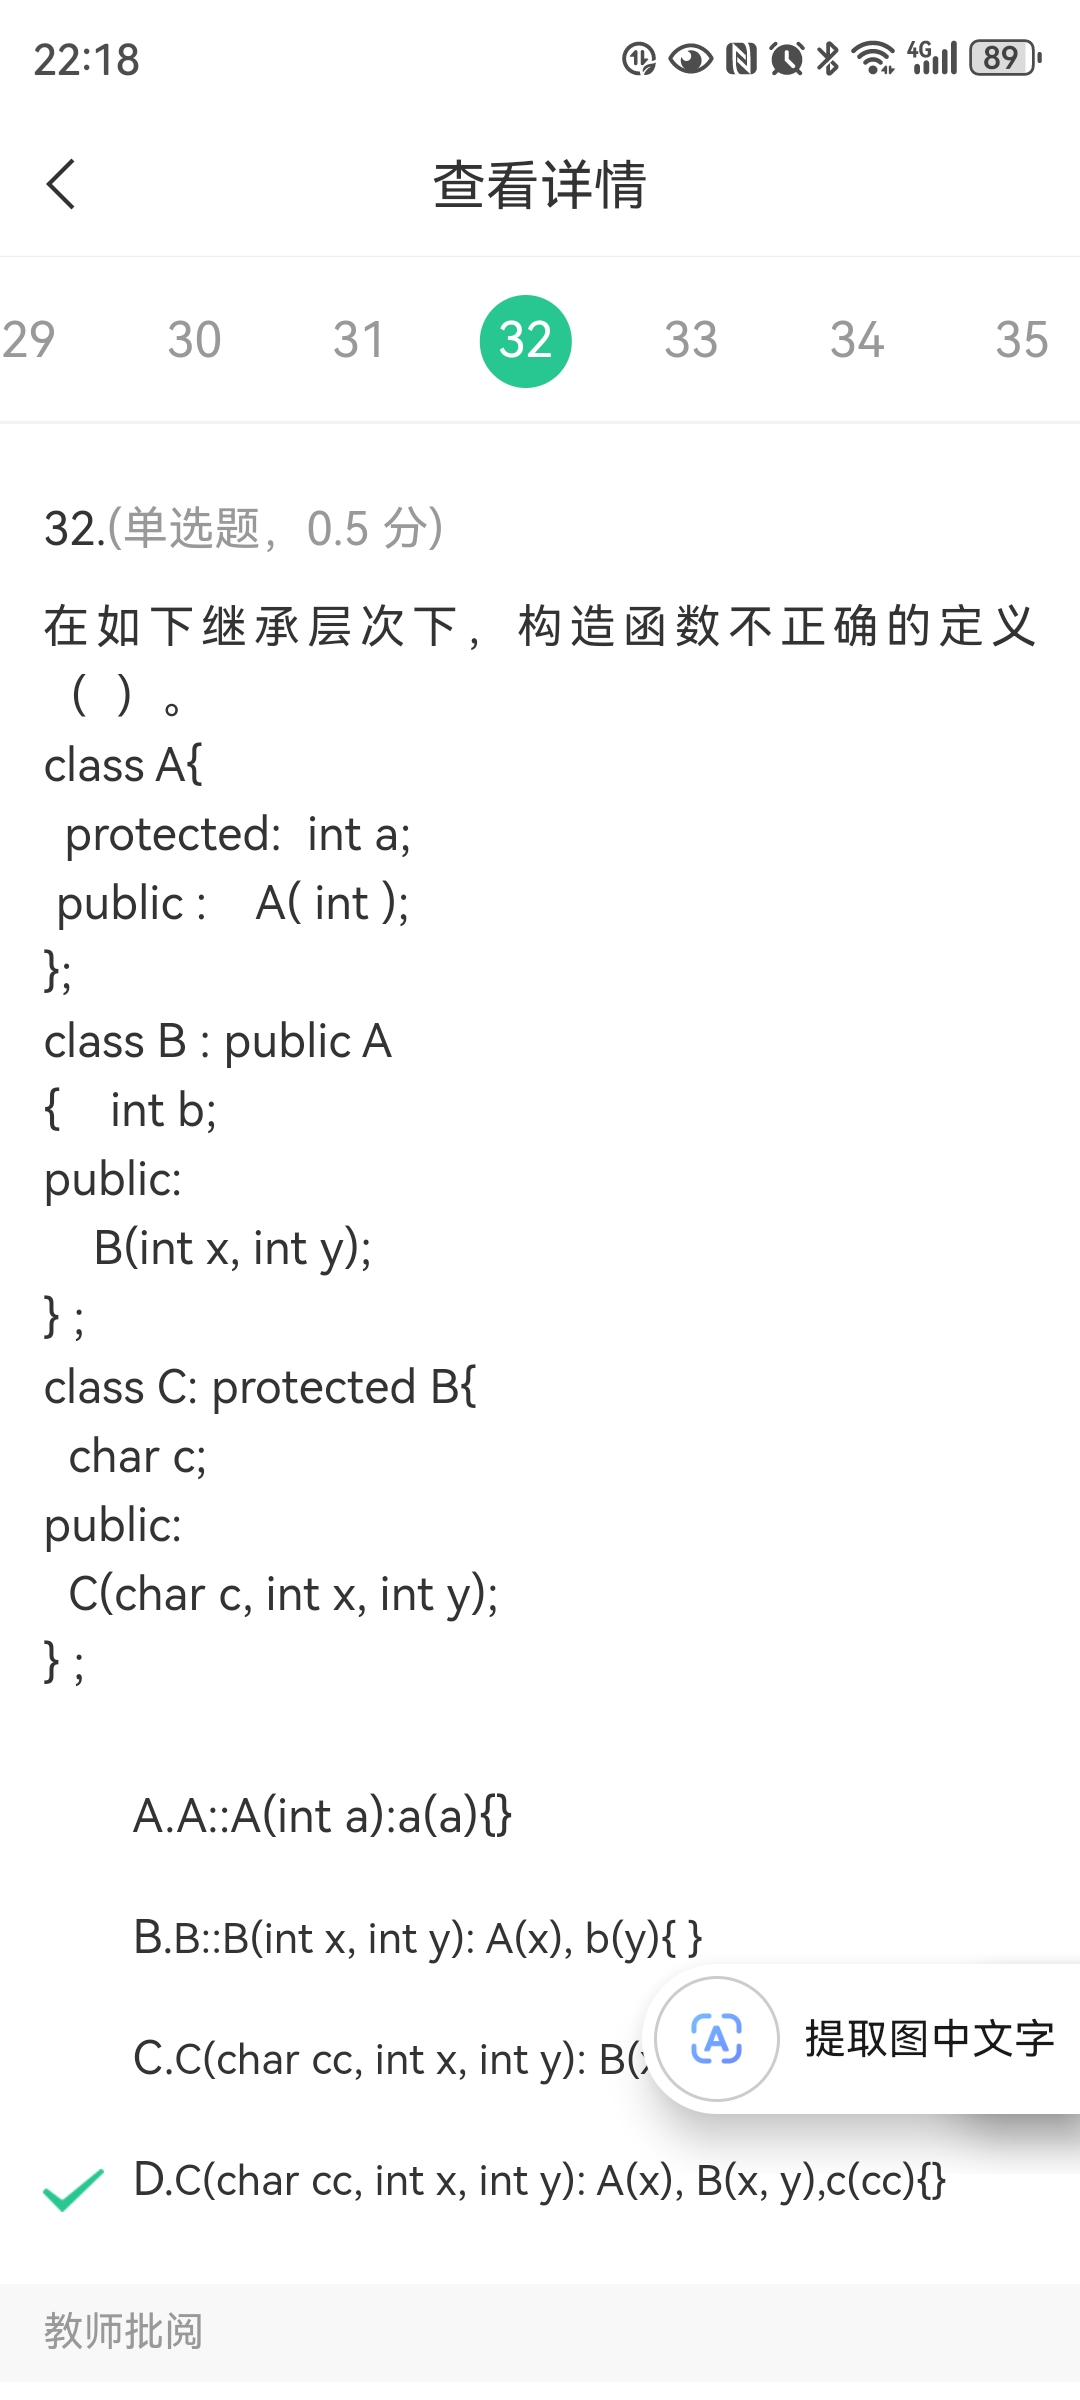 22:18
4G
89
查看详情
29 30 31 32 33 34 35
32.(单选题，0.5 分)
在如下继承层次下，构造函数不正确的定义
（ ）。
class A{
protected: int a;
public : A( int );
};
class B : public A
{ int b;
public:
B(int x, int y);
} ;
class C: protected B{
char c;
public:
C(char c, int x, int y);
} ;
A.A::A(int a):a(a){}
B.B::B(int x, int y): A(x), b(y){ }
C.C(char cc, int x, int y): B(
提取图中文字
D.C(char cc, int x, int y): A(x), B(x, y),c(cc){}
教师批阅